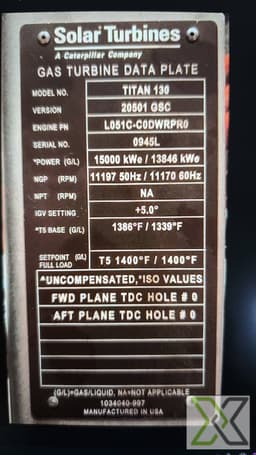 Solar Turbines
A Caterpillar Company
GAS TURBINE DATA PLATE
MODEL NO. TITAN 130
VERSION 20501 GSC
ENGINE PN L051C-C0DWRPR0
SERIAL NO. 0945L
*POWER (G/L) 15000 kWe / 13846 kWe
NGP (RPM) 11197 50Hz / 11170 60Hz
NPT (RPM) NA
IGV SETTING +5.0°
*T5 BASE (G/L) 1386°F / 1339°F
SETPOINT (G/L) FULL LOAD T5 1400°F / 1400°F
^UNCOMPENSATED,*ISO VALUES
FWD PLANE TDC HOLE # 0
AFT PLANE TDC HOLE # 0
(G/L)=GAS/LIQUID, NA=NOT APPLICABLE
1034040-997
MANUFACTURED IN USA